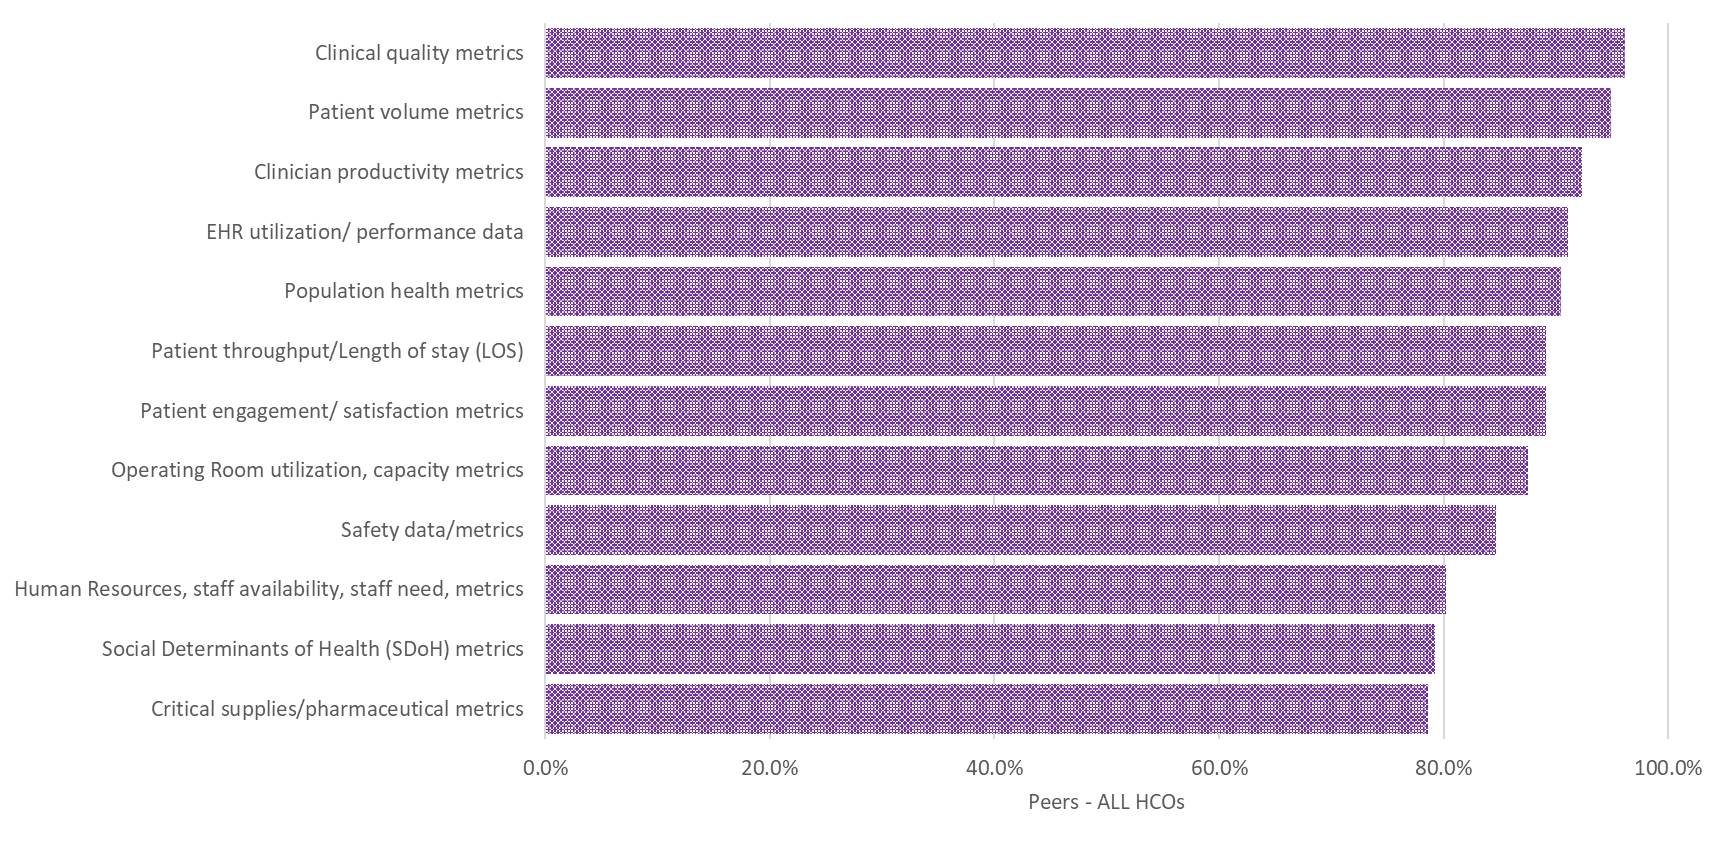 Clinical quality metrics
Patient volume metrics
Clinician productivity metrics
EHR utilization/ performance data
Population health metrics
Patient throughput/Length of stay (LOS)
Patient engagement/ satisfaction metrics
Operating Room utilization, capacity metrics
Safety data/metrics
Human Resources, staff availability, staff need, metrics
Social Determinants of Health (SDoH) metrics
Critical supplies/pharmaceutical metrics
0.0% 20.0% 40.0% 60.0% 80.0% 100.0%
Peers - ALL HCOs